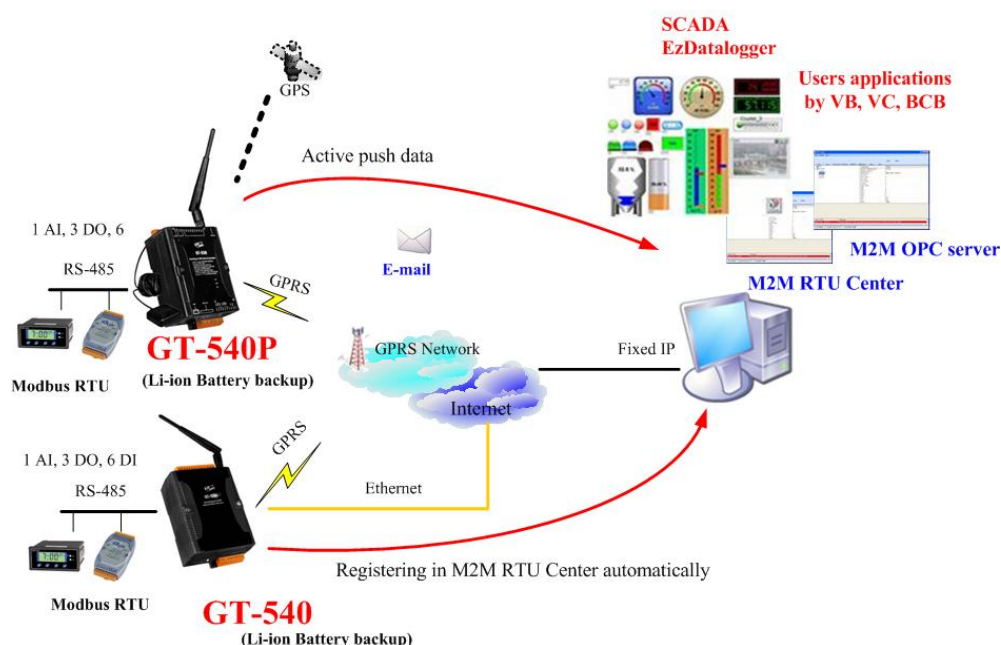 SCADA
EzDatalogger
Users applications
by VB, VC, BCB
GPS
Active push data
1 AI, 3 DO, 6
RS-485
E-mail
GPRS
M2M OPC server
M2M RTU Center
GT-540P
(Li-ion Battery backup)
Modbus RTU
GPRS Network
Fixed IP
Internet
GPRS
1 AI, 3 DO, 6 DI
RS-485
Ethernet
Registering in M2M RTU Center automatically
Modbus RTU
GT-540
(Li-ion Battery backup)